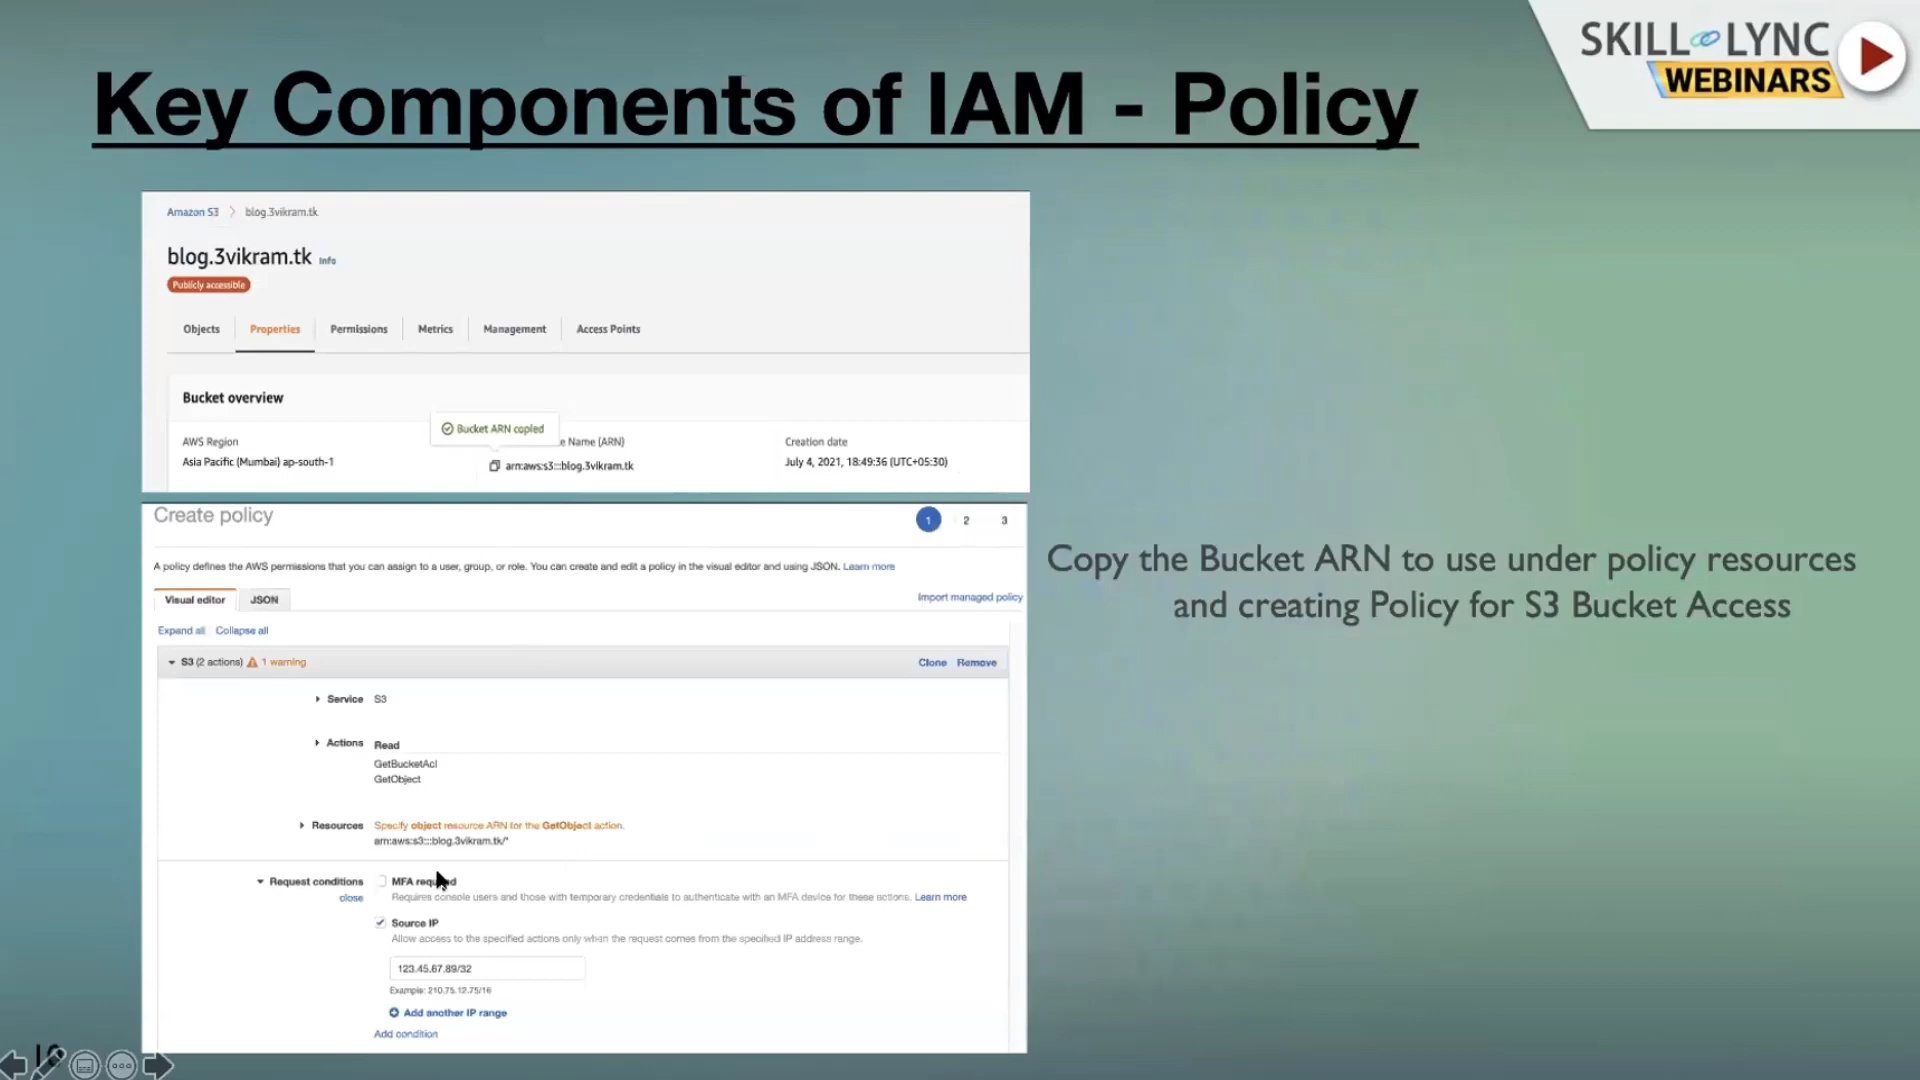 SKILL LYNC
WEBINARS
Key Components of IAM - Policy
Amazon S3 > blog.3vikram.tk
blog.3vikram.tk Info
Publicly accessible
Objects Properties Permissions Metrics Management Access Points
Bucket overview
Bucket ARN copied
AWS Region e Name (ARN) Creation date
Asia Pacific (Mumbai) ap-south-1 arn:aws:s3:::blog.3vikram.tk July 4, 2021, 18:49:36 (UTC+05:30)
Create policy 1 2 3
A policy defines the AWS permissions that you can assign to a user, group, or role. You can create and edit a policy in the visual editor and using JSON. Learn more
Visual editor JSON Import managed policy
Expand all Collapse all
S3 (2 actions) 1 warning Clone Remove
Service S3
Actions Read
GetBucketAcl
GetObject
Resources Specify object resource ARN for the GetObject action.
arn:aws:s3:::blog.3vikram.tk/*
Request conditions MFA required
close Requires console users and those with temporary credentials to authenticate with an MFA device for these actions. Learn more
Source IP
Allow access to the specified actions only when the request comes from the specified IP address range.
123.45.67.89/32
Example: 210.75.12.75/16
Add another IP range
Add condition
Copy the Bucket ARN to use under policy resources
and creating Policy for S3 Bucket Access